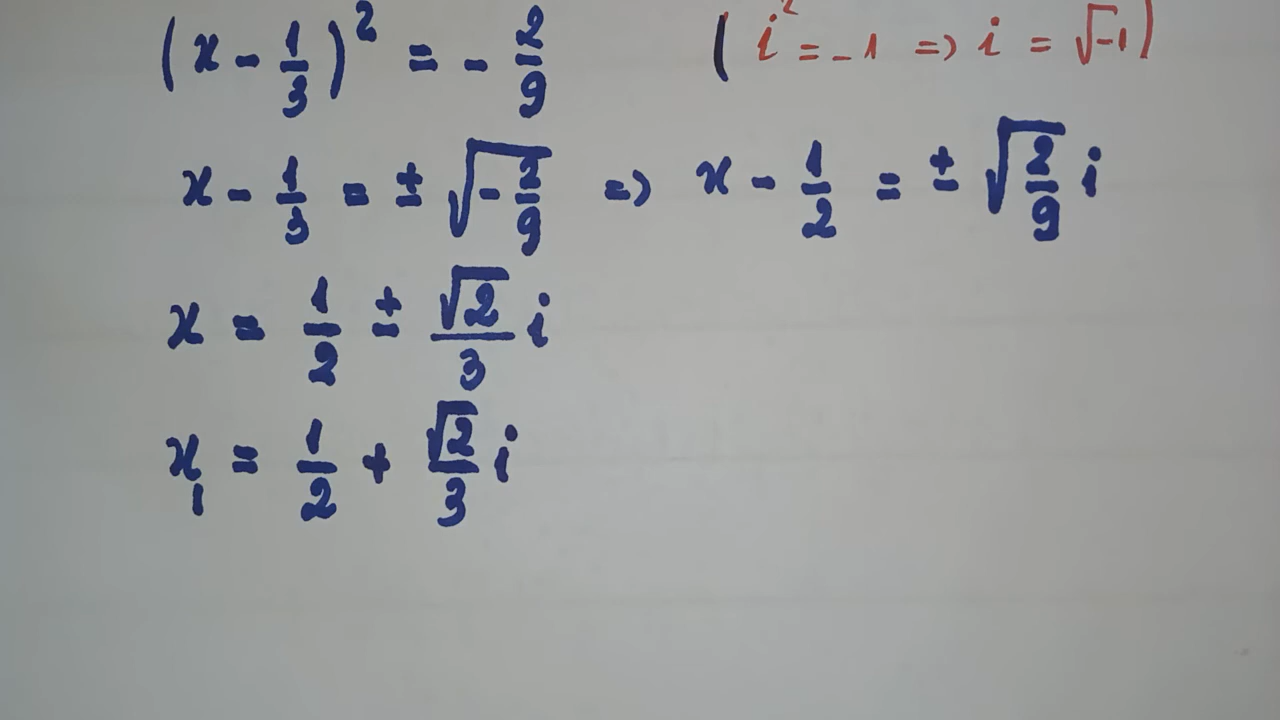 (x - 1/3)² = - 2/9 ( i² = -1 => i = √-1 )
x - 1/3 = ± √(- 2/9) => x - 1/2 = ± √(2/9) i
x = 1/2 ± √2/3 i
x₁ = 1/2 + √2/3 i